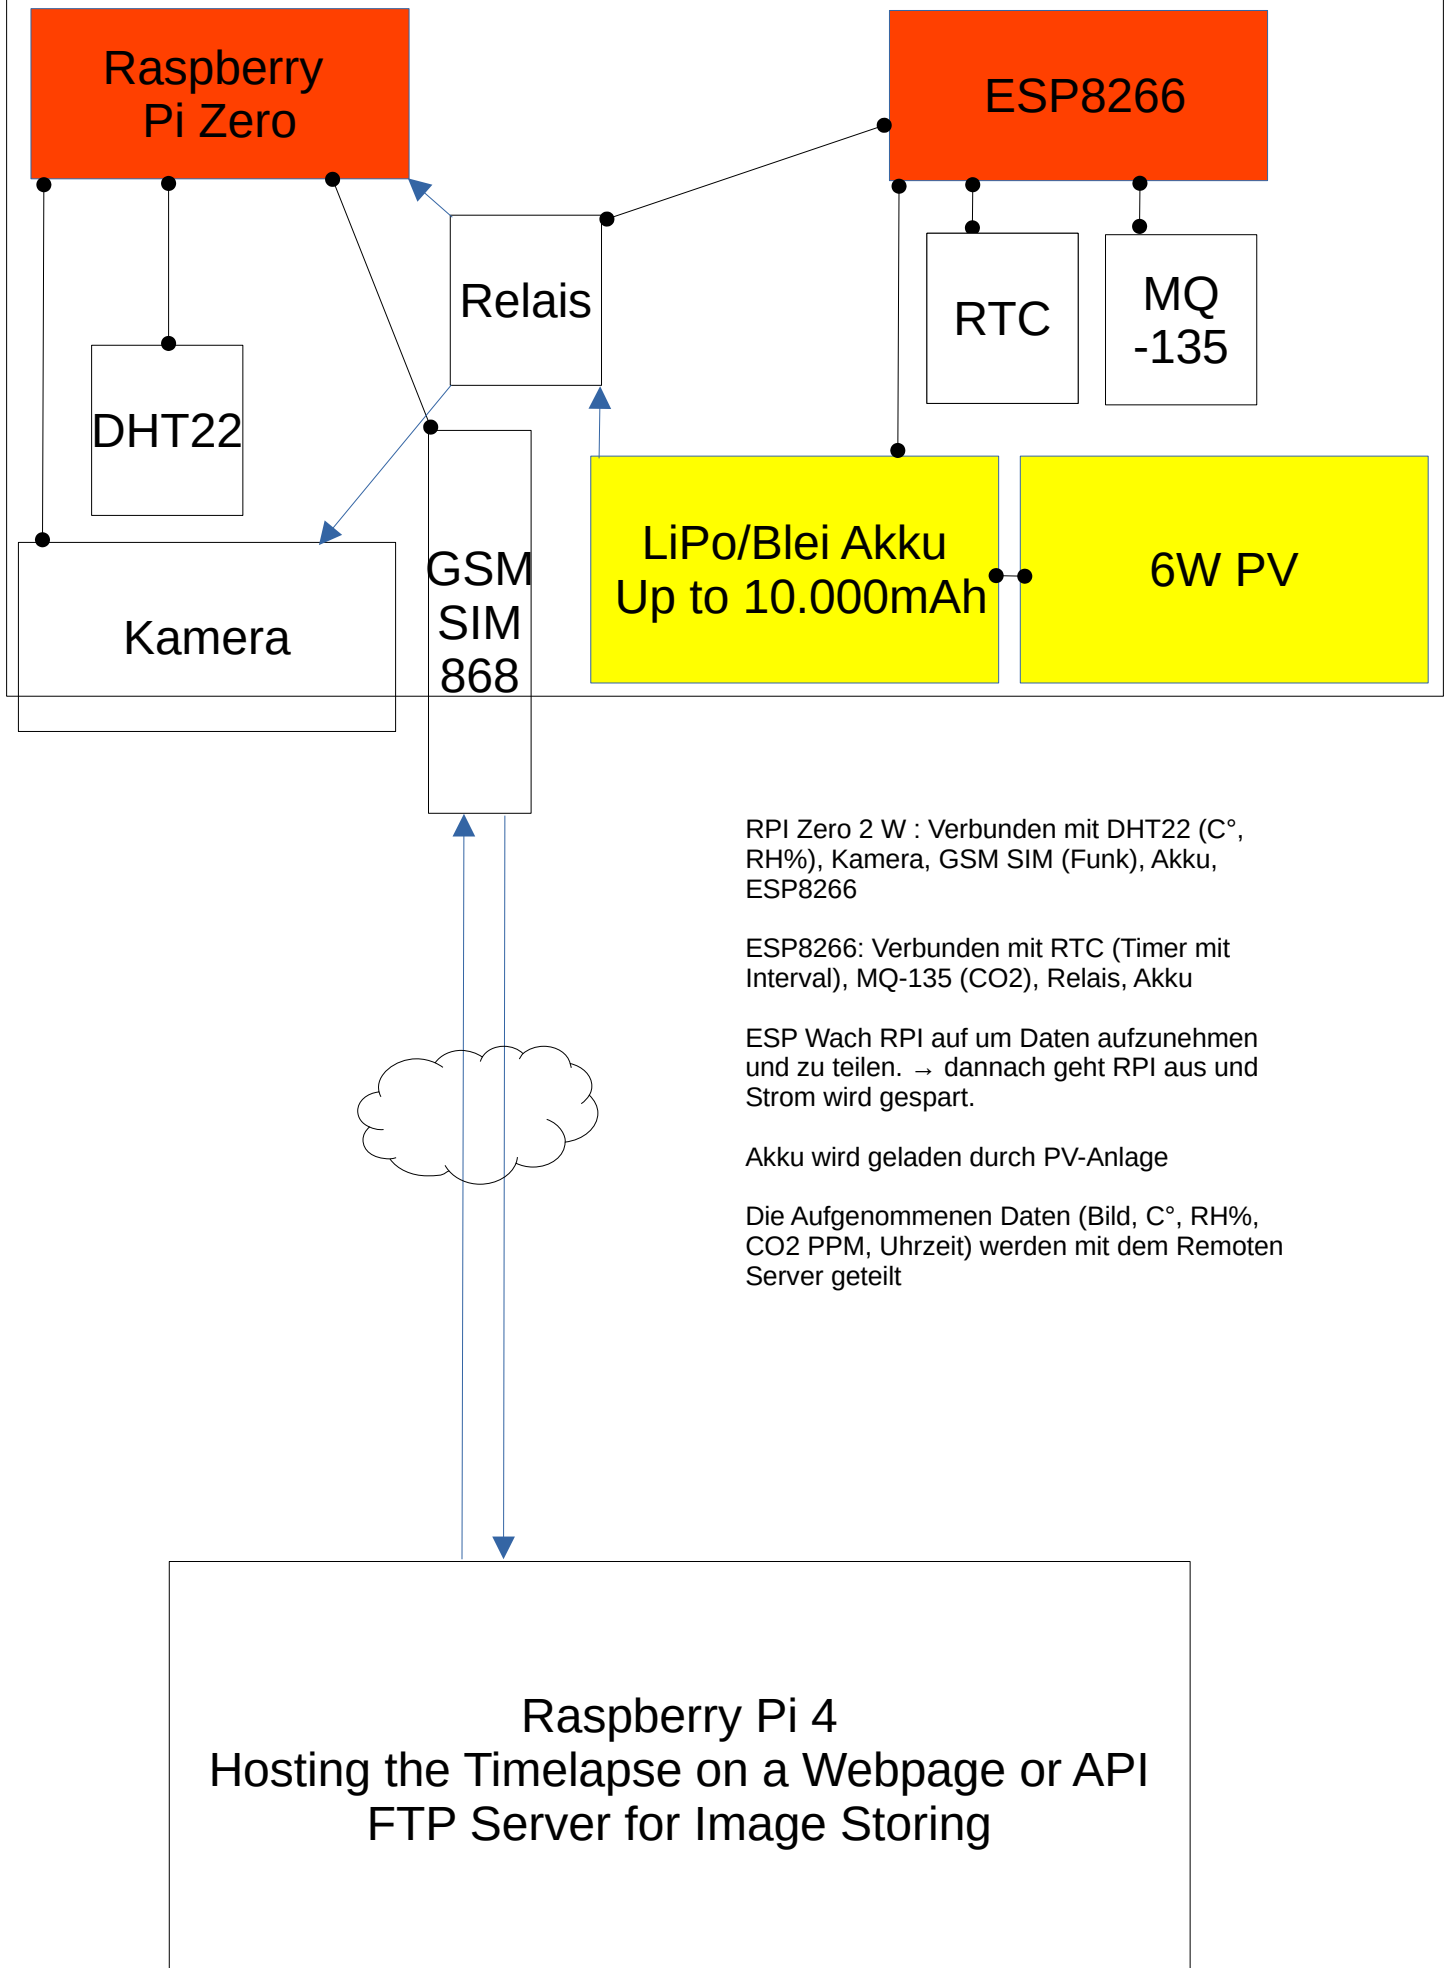 Raspberry
Pi Zero
ESP8266
Relais
RTC
MQ
-135
DHT22
Kamera
GSM
SIM
868
LiPo/Blei Akku
Up to 10.000mAh
6W PV
RPI Zero 2 W : Verbunden mit DHT22 (C°,
RH%), Kamera, GSM SIM (Funk), Akku,
ESP8266
ESP8266: Verbunden mit RTC (Timer mit
Interval), MQ-135 (CO2), Relais, Akku
ESP Wach RPI auf um Daten aufzunehmen
und zu teilen. → dannach geht RPI aus und
Strom wird gespart.
Akku wird geladen durch PV-Anlage
Die Aufgenommenen Daten (Bild, C°, RH%,
CO2 PPM, Uhrzeit) werden mit dem Remoten
Server geteilt
Raspberry Pi 4
Hosting the Timelapse on a Webpage or API
FTP Server for Image Storing